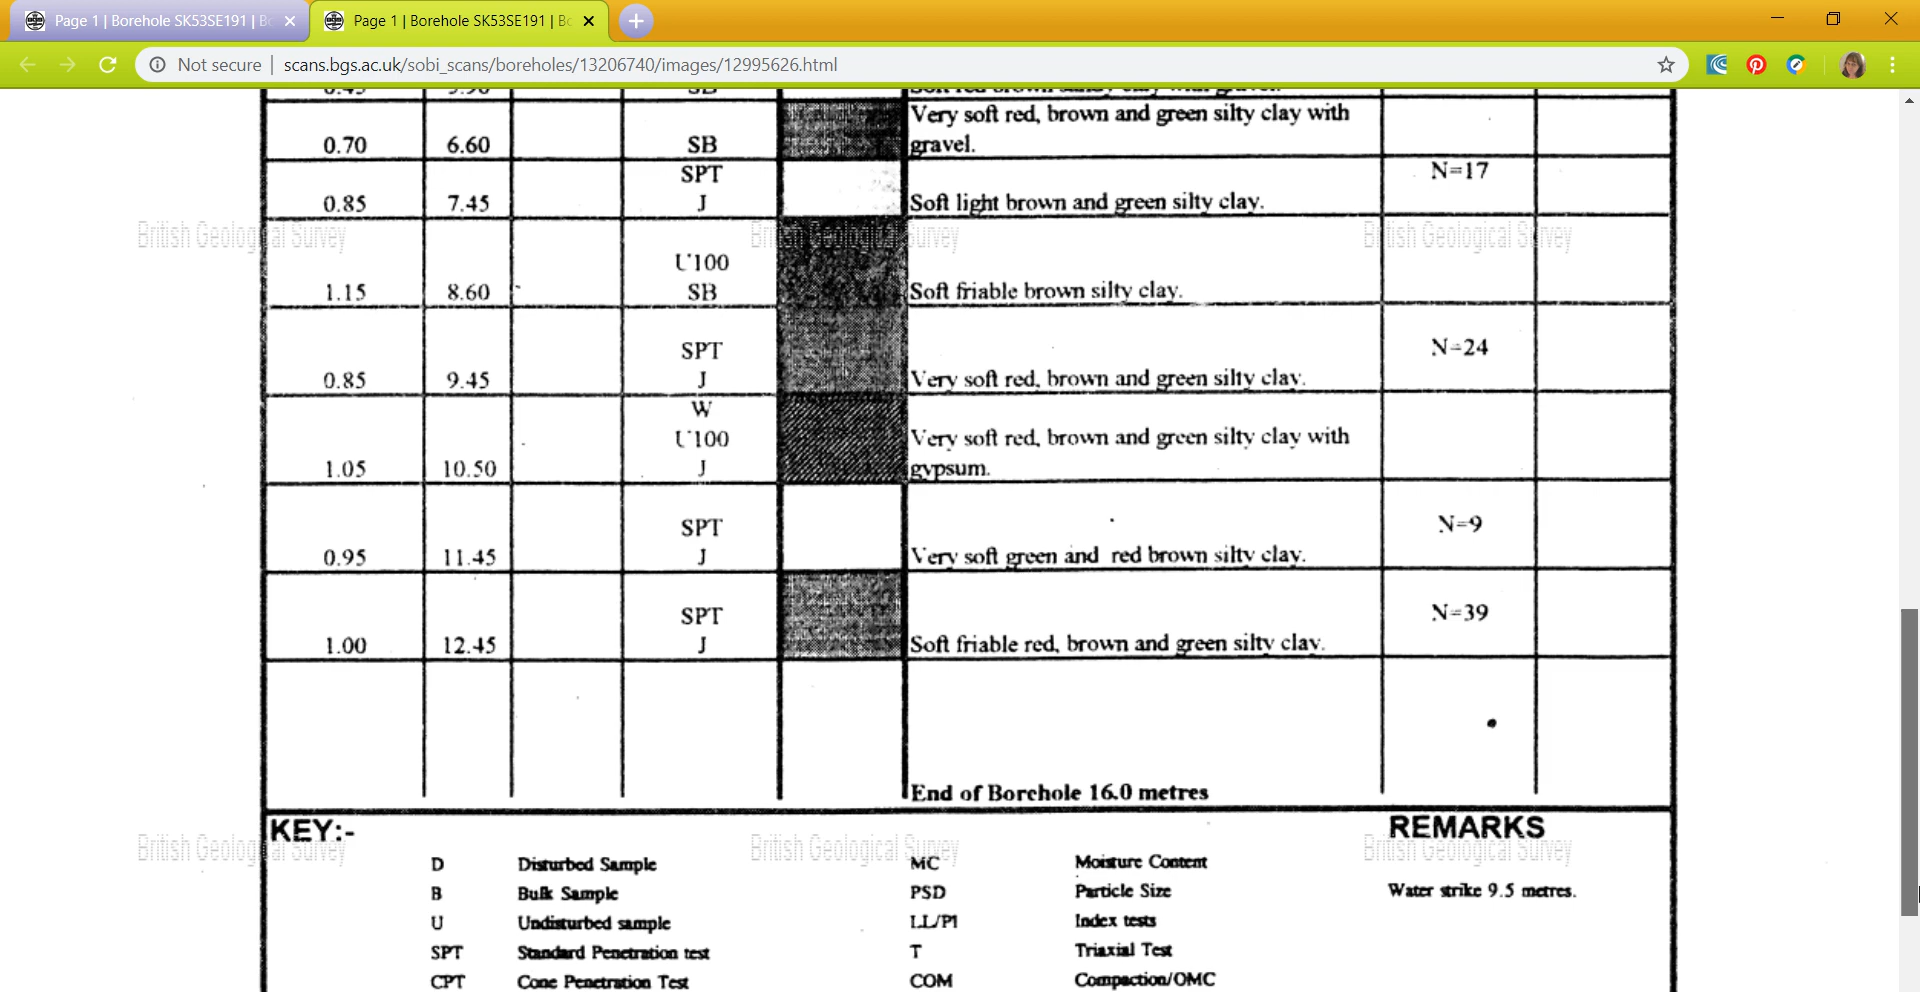 Page 1 | Borehole SK53SE191 | B
Page 1 | Borehole SK53SE191 | Bo
Not secure | scans.bgs.ac.uk/sobi_scans/boreholes/13206740/images/12995626.html
Very soft red, brown and green silty clay with
0.70 6.60 SB gravel.
SPT N=17
0.85 7.45 J Soft light brown and green silty clay.
British Geological Survey British Geological Survey British Geological Survey
U100
1.15 8.60 SB Soft friable brown silty clay.
SPT N=24
0.85 9.45 J Very soft red, brown and green silty clay.
W
U100 Very soft red, brown and green silty clay with
1.05 10.50 J gypsum.
SPT N=9
0.95 11.45 J Very soft green and red brown silty clay.
SPT N=39
1.00 12.45 J Soft friable red, brown and green silty clay.
End of Borehole 16.0 metres
KEY:- REMARKS
British Geological Survey British Geological Survey British Geological Survey
D Disturbed Sample MC Moisture Content
B Bulk Sample PSD Particle Size Water strike 9.5 metres.
U Undisturbed sample LL/PI Index tests
SPT Standard Penetration test T Triaxial Test
CPT Cone Penetration Test COM Compaction/OMC